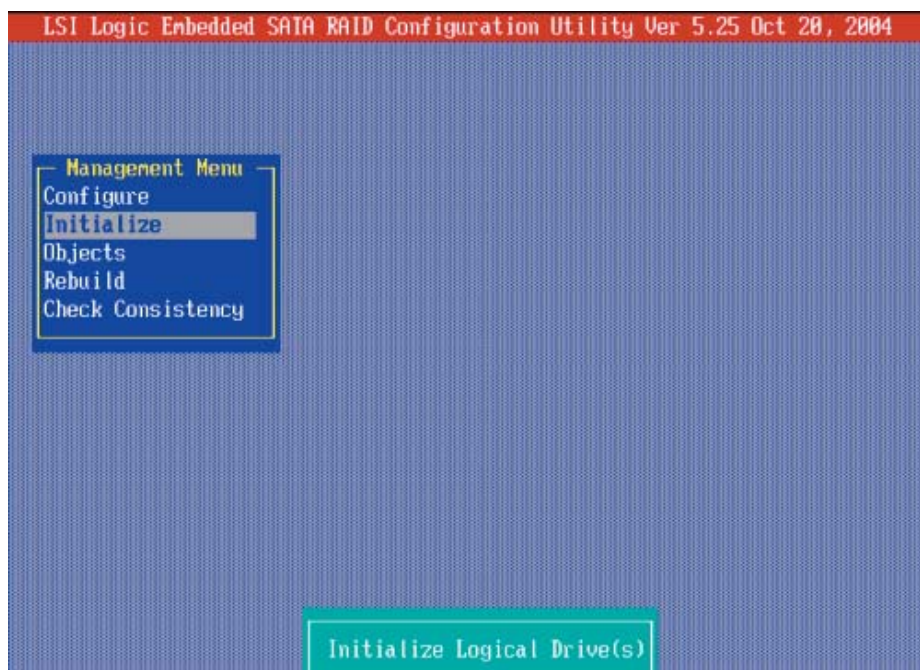 LSI Logic Embedded SATA RAID Configuration Utility Ver 5.25 Oct 20, 2004
Management Menu
Configure
Initialize
Objects
Rebuild
Check Consistency
Initialize Logical Drive(s)